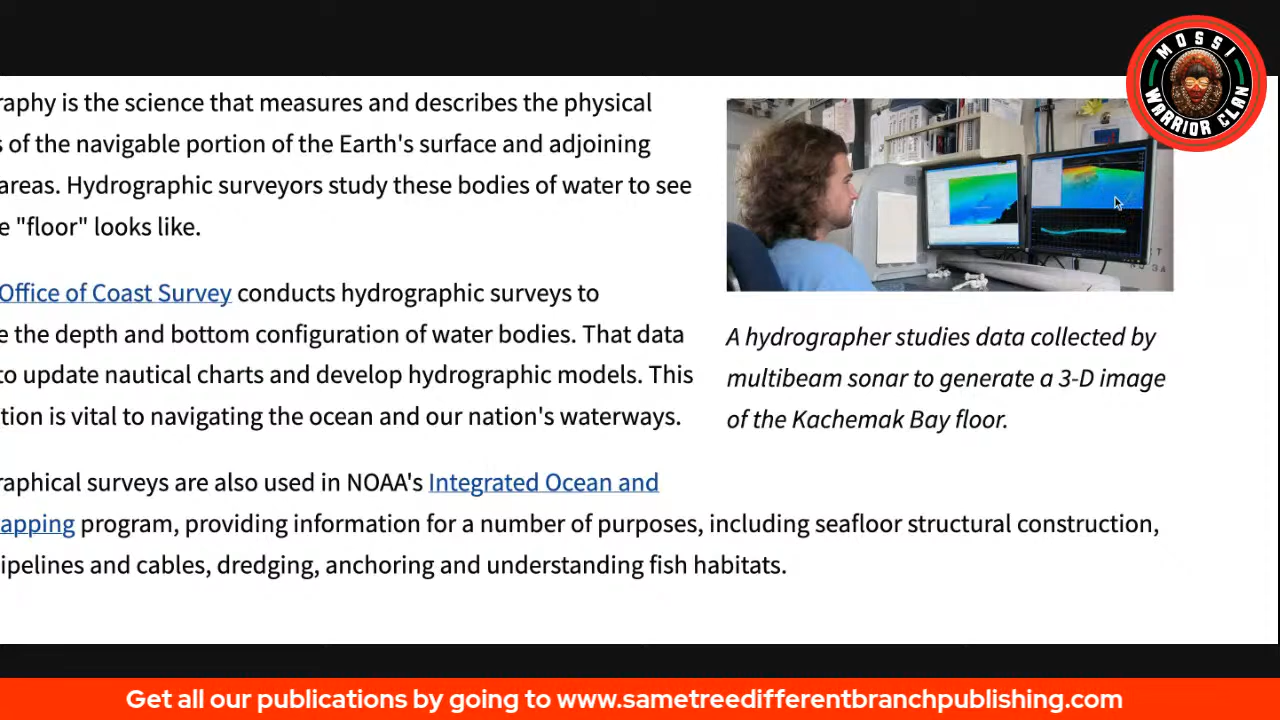 raphy is the science that measures and describes the physical
s of the navigable portion of the Earth's surface and adjoining
areas. Hydrographic surveyors study these bodies of water to see
e "floor" looks like.
Office of Coast Survey conducts hydrographic surveys to
e the depth and bottom configuration of water bodies. That data
to update nautical charts and develop hydrographic models. This
tion is vital to navigating the ocean and our nation's waterways.
raphical surveys are also used in NOAA's Integrated Ocean and
apping program, providing information for a number of purposes, including seafloor structural construction,
ipelines and cables, dredging, anchoring and understanding fish habitats.
A hydrographer studies data collected by
multibeam sonar to generate a 3-D image
of the Kachemak Bay floor.
MOSSI
WARRIOR CLAN
Get all our publications by going to www.sametreedifferentbranchpublishing.com